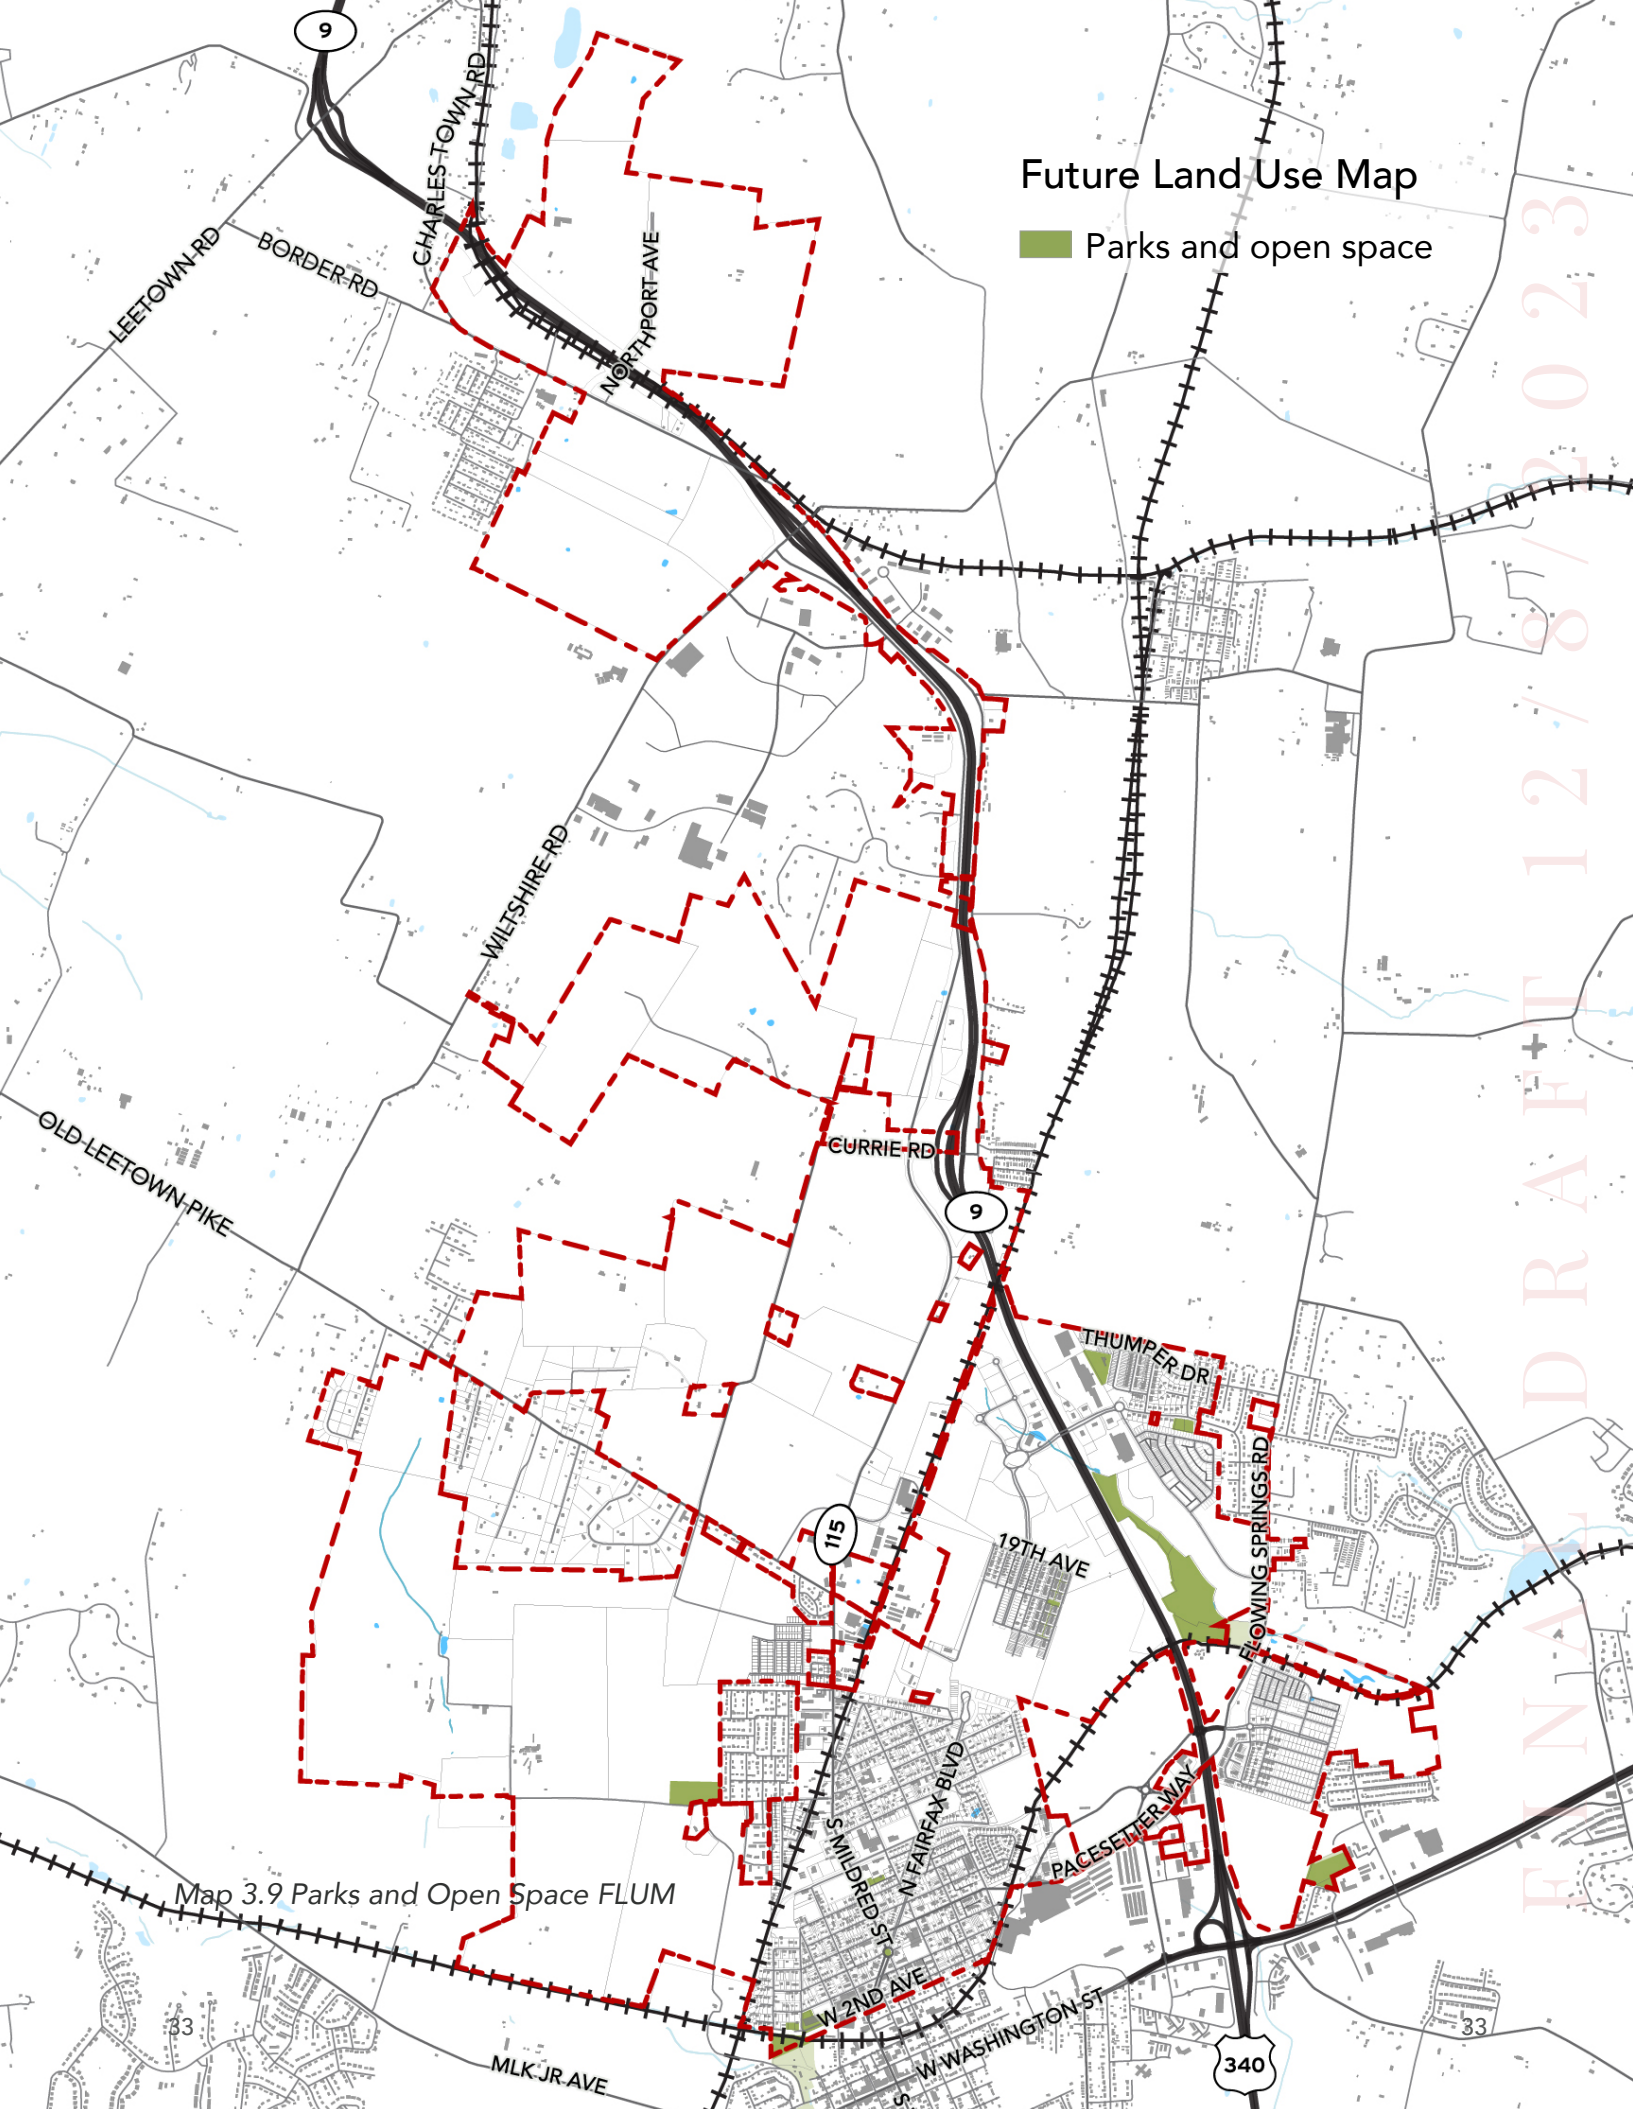 9
CHARLES TOWN RD
Future Land Use Map
Parks and open space
LEETOWN RD
BORDER RD
NORTHPORT AVE
FINAL DRAFT 12/8/2023
WILTSHIRE RD
OLD LEETOWN PIKE
CURRIE RD
9
THUMPER DR
FLOWING SPRINGS RD
115
19TH AVE
N FAIRFAX BLVD
PACESETTER WAY
S MILDRED ST
Map 3.9 Parks and Open Space FLUM
W 2ND AVE
W WASHINGTON ST
33
33
340
MLK JR AVE
S